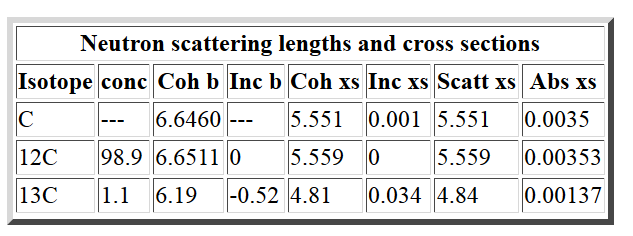 Neutron scattering lengths and cross sections
Isotope conc Coh b Inc b Coh xs Inc xs Scatt xs Abs xs
C --- 6.6460 --- 5.551 0.001 5.551 0.0035
12C 98.9 6.6511 0 5.559 0 5.559 0.00353
13C 1.1 6.19 -0.52 4.81 0.034 4.84 0.00137